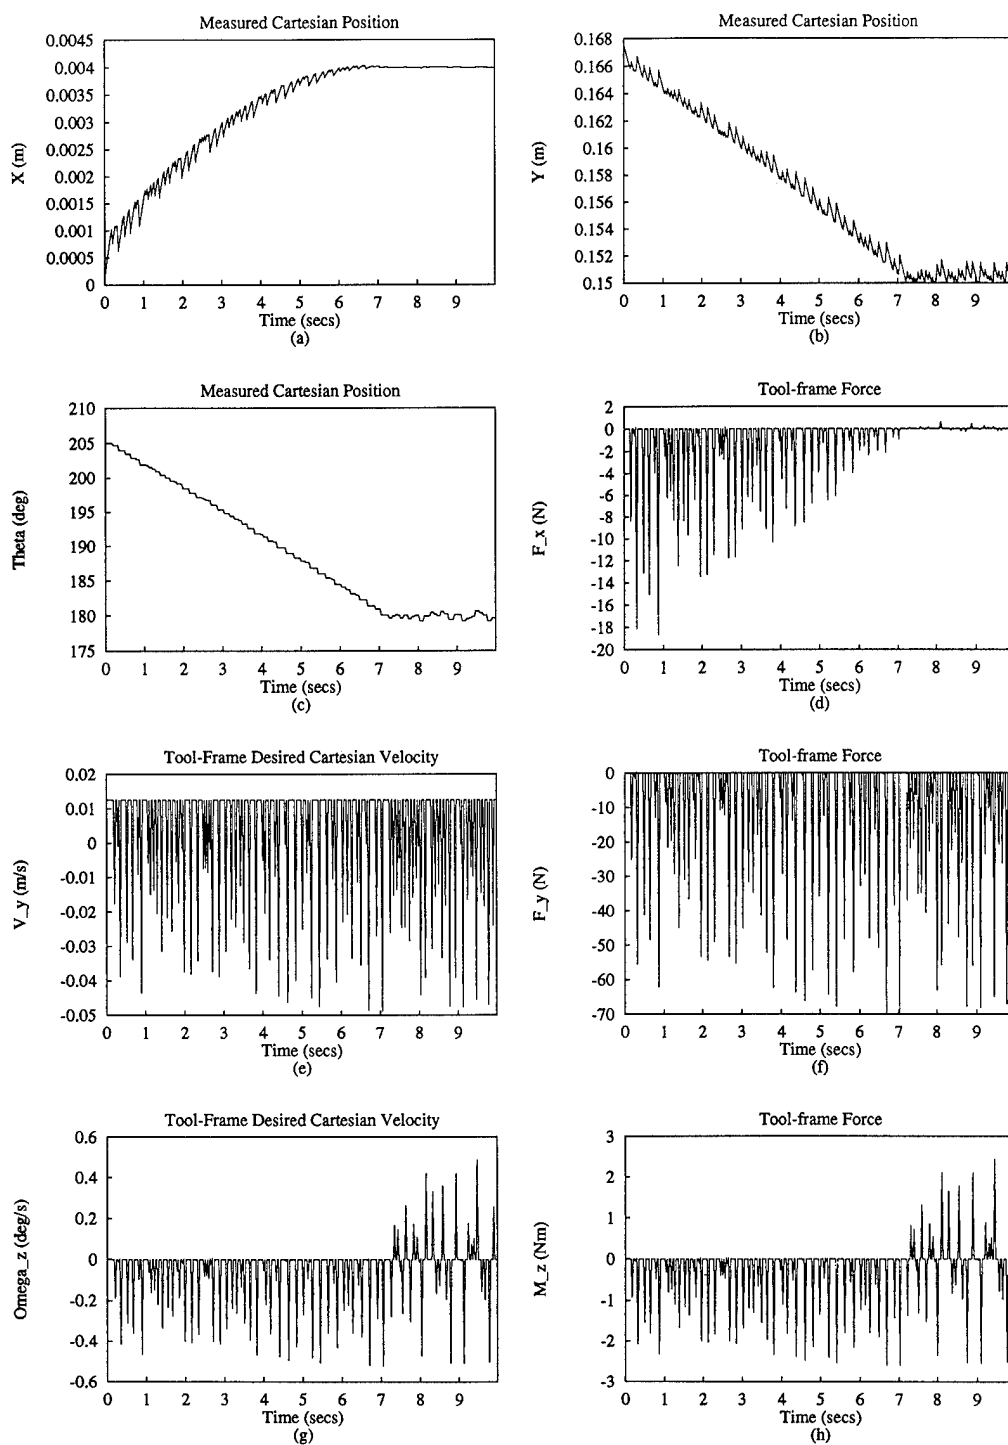 Measured Cartesian Position
X (m)
0.0045
0.004
0.0035
0.003
0.0025
0.002
0.0015
0.001
0.0005
0
0 1 2 3 4 5 6 7 8 9
Time (secs)
(a)
Measured Cartesian Position
Y (m)
0.168
0.166
0.164
0.162
0.16
0.158
0.156
0.154
0.152
0.15
0 1 2 3 4 5 6 7 8 9
Time (secs)
(b)
Measured Cartesian Position
Theta (deg)
210
205
200
195
190
185
180
175
0 1 2 3 4 5 6 7 8 9
Time (secs)
(c)
Tool-frame Force
F_x (N)
2
0
-2
-4
-6
-8
-10
-12
-14
-16
-18
-20
0 1 2 3 4 5 6 7 8 9
Time (secs)
(d)
Tool-Frame Desired Cartesian Velocity
V_y (m/s)
0.02
0.01
0
-0.01
-0.02
-0.03
-0.04
-0.05
0 1 2 3 4 5 6 7 8 9
Time (secs)
(e)
Tool-frame Force
F_y (N)
0
-10
-20
-30
-40
-50
-60
-70
0 1 2 3 4 5 6 7 8 9
Time (secs)
(f)
Tool-Frame Desired Cartesian Velocity
Omega_z (deg/s)
0.6
0.4
0.2
0
-0.2
-0.4
-0.6
0 1 2 3 4 5 6 7 8 9
Time (secs)
(g)
Tool-frame Force
M_z (Nm)
3
2
1
0
-1
-2
-3
0 1 2 3 4 5 6 7 8 9
Time (secs)
(h)